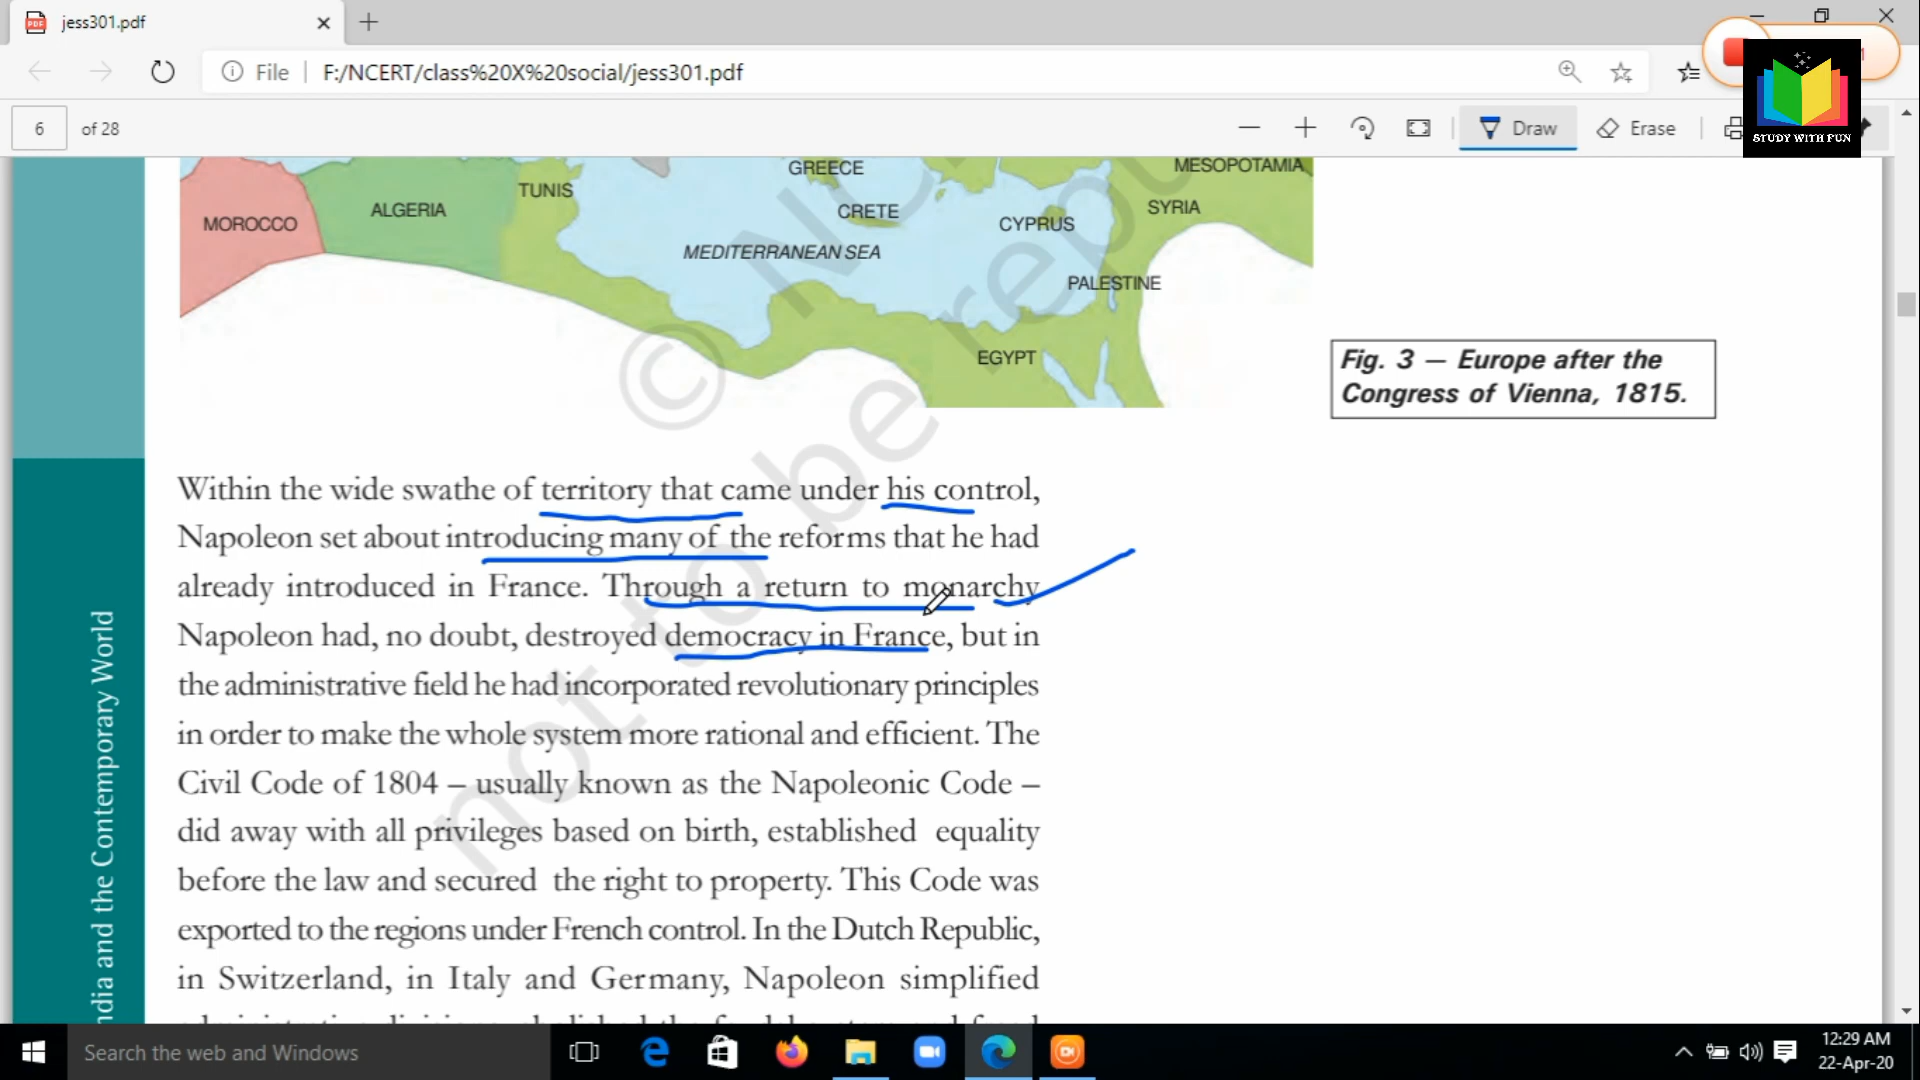 jess301.pdf
File F:/NCERT/class%20X%20social/jess301.pdf
6 of 28
Draw
Erase
STUDY WITH FUN
GREECE
MESOPOTAMIA
TUNIS
MOROCCO
ALGERIA
CRETE
CYPRUS
SYRIA
MEDITERRANEAN SEA
PALESTINE
EGYPT
Fig. 3 — Europe after the
Congress of Vienna, 1815.
© NC
not to be repu
Within the wide swathe of territory that came under his control,
Napoleon set about introducing many of the reforms that he had
already introduced in France. Through a return to monarchy
Napoleon had, no doubt, destroyed democracy in France, but in
the administrative field he had incorporated revolutionary principles
in order to make the whole system more rational and efficient. The
Civil Code of 1804 – usually known as the Napoleonic Code –
did away with all privileges based on birth, established equality
before the law and secured the right to property. This Code was
exported to the regions under French control. In the Dutch Republic,
in Switzerland, in Italy and Germany, Napoleon simplified
ndia and the Contemporary World
Search the web and Windows
12:29 AM
22-Apr-20